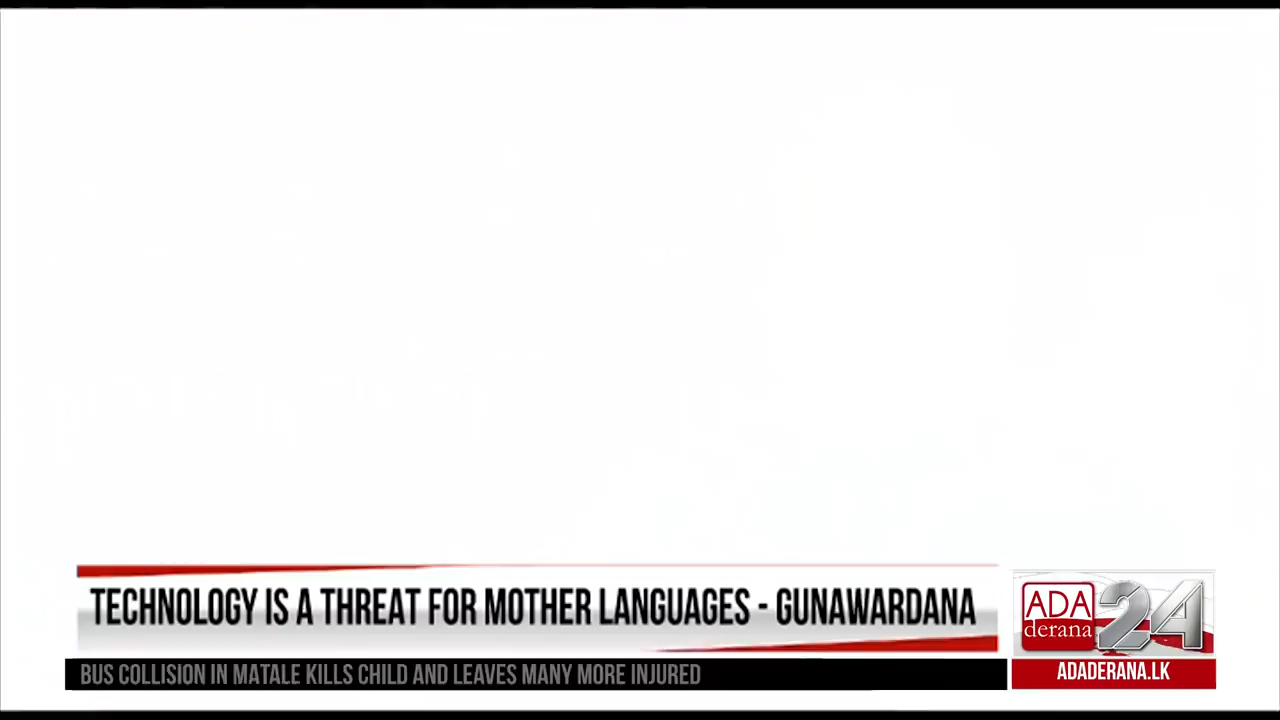 TECHNOLOGY IS A THREAT FOR MOTHER LANGUAGES - GUNAWARDANA
BUS COLLISION IN MATALE KILLS CHILD AND LEAVES MANY MORE INJURED
ADA
derana
24
ADADERANA.LK